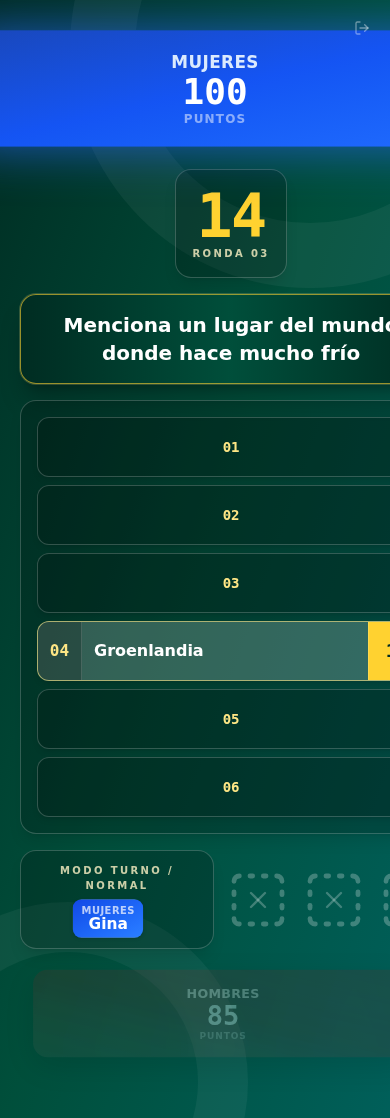 MUJERES
100
PUNTOS
14
RONDA 03
Menciona un lugar del mundo
donde hace mucho frío
01
02
03
04 Groenlandia
05
06
MODO TURNO /
NORMAL
MUJERES
Gina
HOMBRES
85
PUNTOS